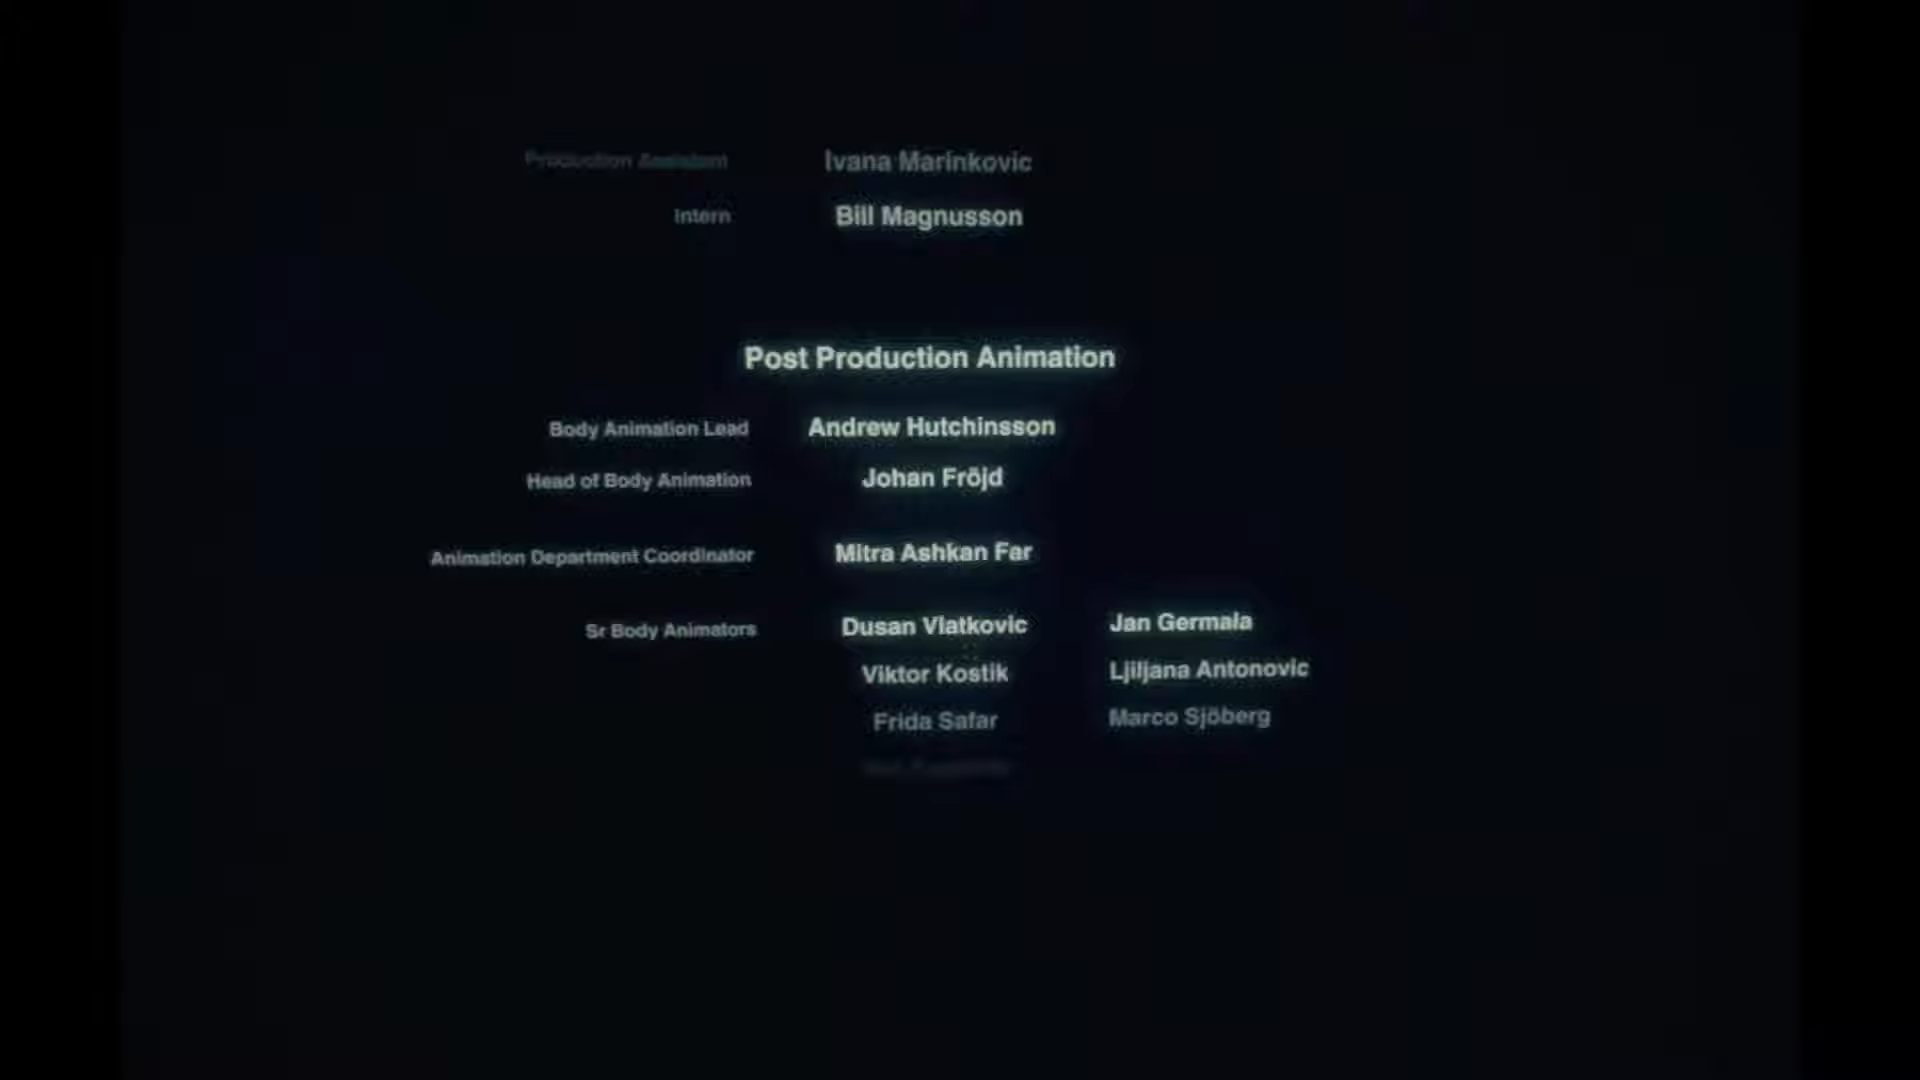 Production Assistant Ivana Marinkovic
Intern Bill Magnusson
Post Production Animation
Body Animation Lead Andrew Hutchinsson
Head of Body Animation Johan Fröjd
Animation Department Coordinator Mitra Ashkan Far
Sr Body Animators Dusan Vlatkovic Jan Germala
Viktor Kostik Ljiljana Antonovic
Frida Safar Marco Sjöberg